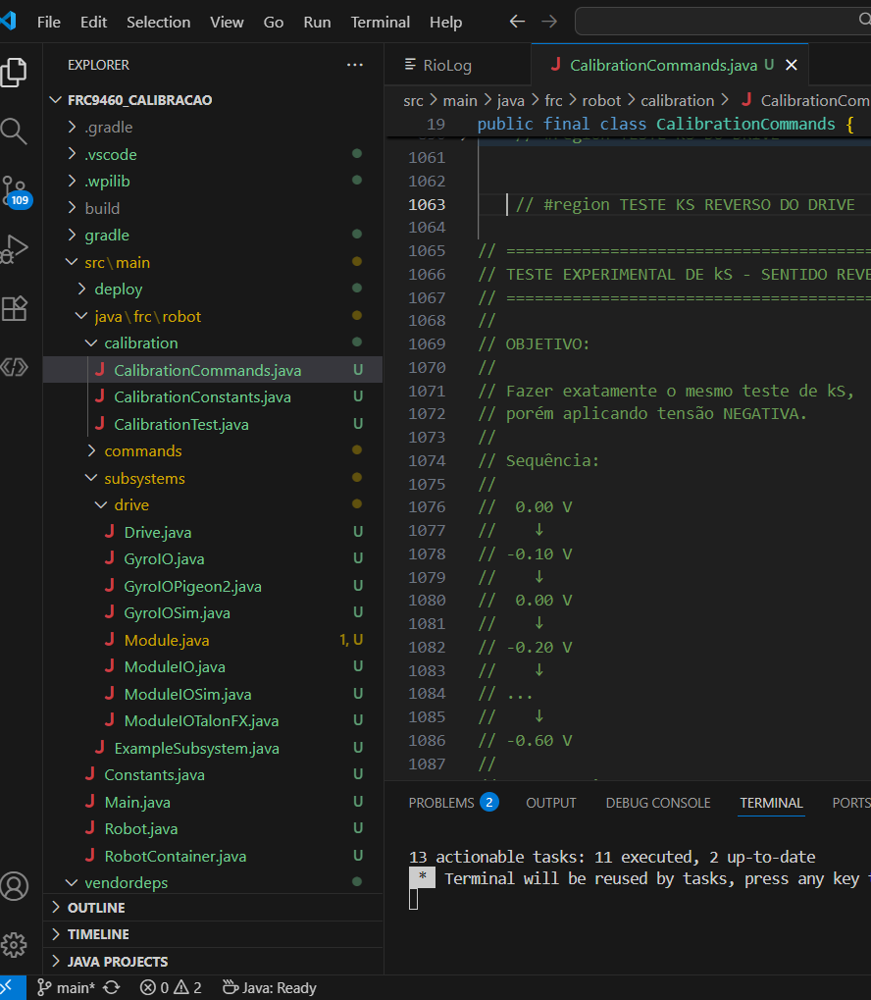 File Edit Selection View Go Run Terminal Help
EXPLORER
FRC9460_CALIBRACAO
.gradle
.vscode
.wpilib
build
gradle
src\main
deploy
java\frc\robot
calibration
J CalibrationCommands.java U
J CalibrationConstants.java U
J CalibrationTest.java U
commands
subsystems
drive
J Drive.java U
J GyroIO.java U
J GyroIOPigeon2.java U
J GyroIOSim.java U
J Module.java 1, U
J ModuleIO.java U
J ModuleIOSim.java U
J ModuleIOTalonFX.java U
J ExampleSubsystem.java U
J Constants.java U
J Main.java U
J Robot.java U
J RobotContainer.java U
vendordeps
OUTLINE
TIMELINE
JAVA PROJECTS
109
RioLog
J CalibrationCommands.java U
src > main > java > frc > robot > calibration > J CalibrationCom
19 public final class CalibrationCommands {
1061
1062
1063 // #region TESTE KS REVERSO DO DRIVE
1064
1065 // =======================================
1066 // TESTE EXPERIMENTAL DE kS - SENTIDO REVE
1067 // =======================================
1068 //
1069 // OBJETIVO:
1070 //
1071 // Fazer exatamente o mesmo teste de kS,
1072 // porém aplicando tensão NEGATIVA.
1073 //
1074 // Sequência:
1075 //
1076 // 0.00 V
1077 // ↓
1078 // -0.10 V
1079 // ↓
1080 // 0.00 V
1081 // ↓
1082 // -0.20 V
1083 // ↓
1084 // ...
1085 // ↓
1086 // -0.60 V
1087 //
PROBLEMS 2 OUTPUT DEBUG CONSOLE TERMINAL PORTS
13 actionable tasks: 11 executed, 2 up-to-date
* Terminal will be reused by tasks, press any key
main* 0 2 Java: Ready